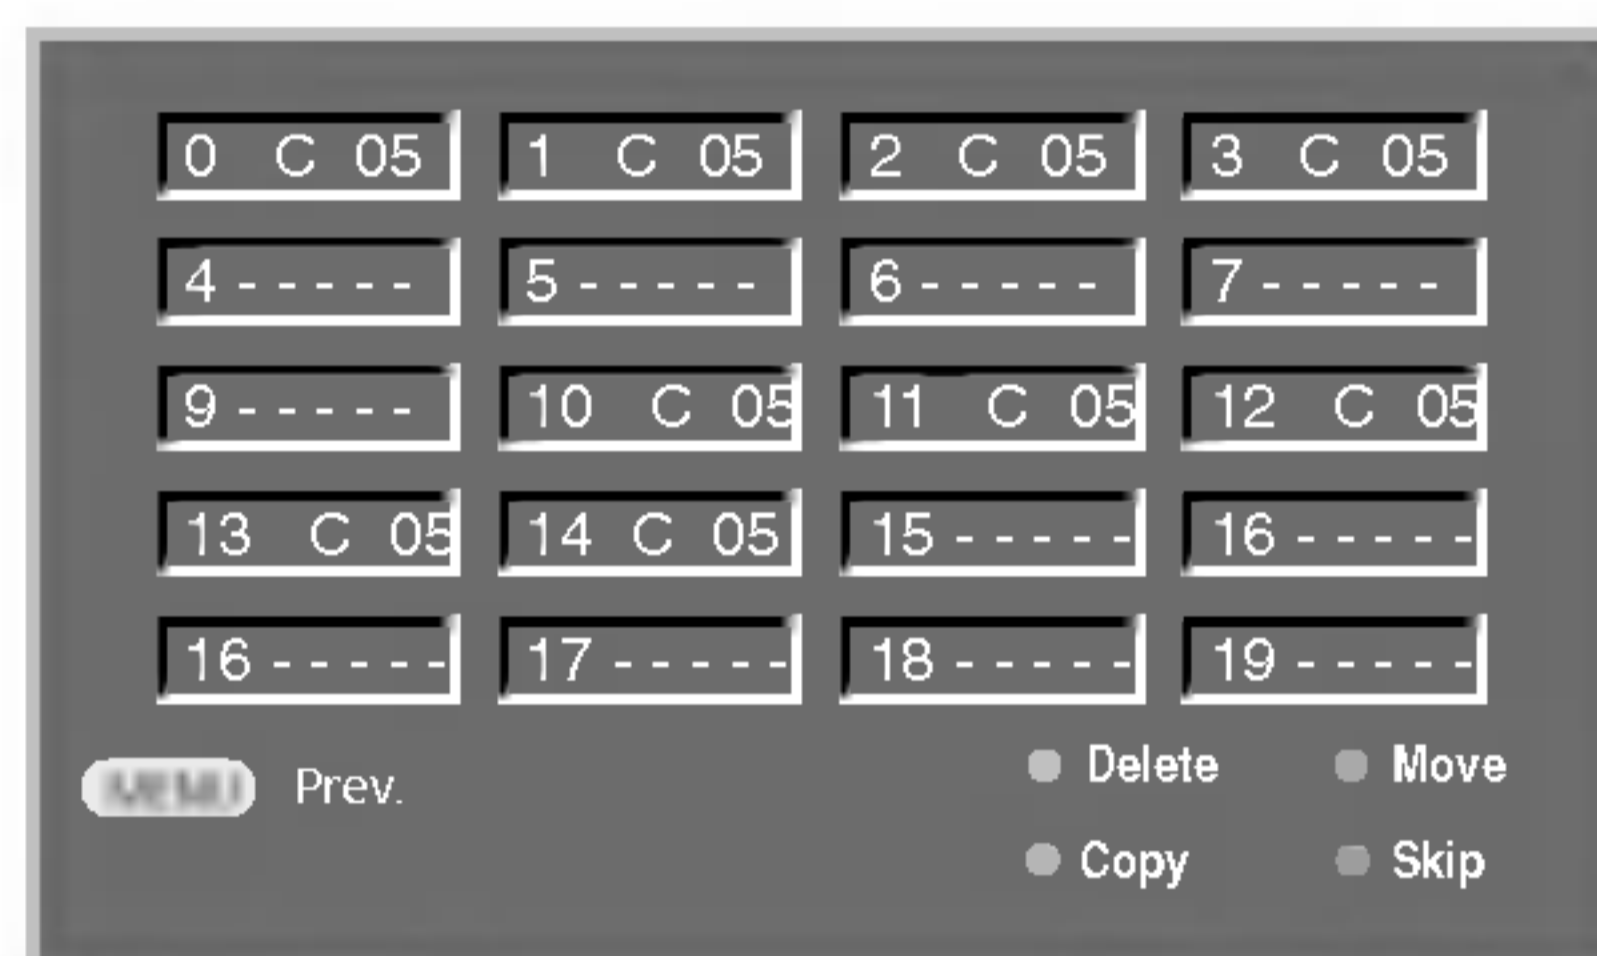 0 C 05 1 C 05 2 C 05 3 C 05
4 - - - - - 5 - - - - - 6 - - - - - 7 - - - - -
9 - - - - - 10 C 05 11 C 05 12 C 05
13 C 05 14 C 05 15 - - - - - 16 - - - - -
16 - - - - - 17 - - - - - 18 - - - - - 19 - - - - -
MENU Prev. Delete Move
Copy Skip